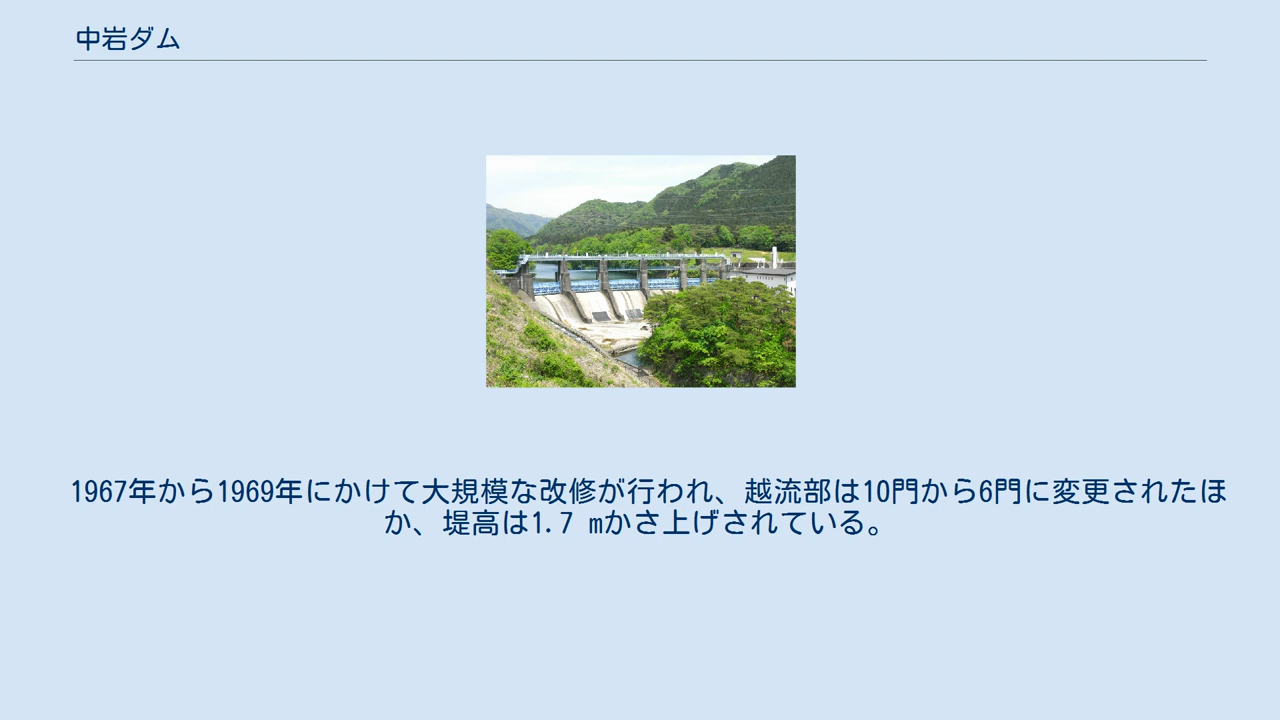 中岩ダム
1967年から1969年にかけて大規模な改修が行われ、越流部は10門から6門に変更されたほ
か、堤高は1.7 mかさ上げされている。